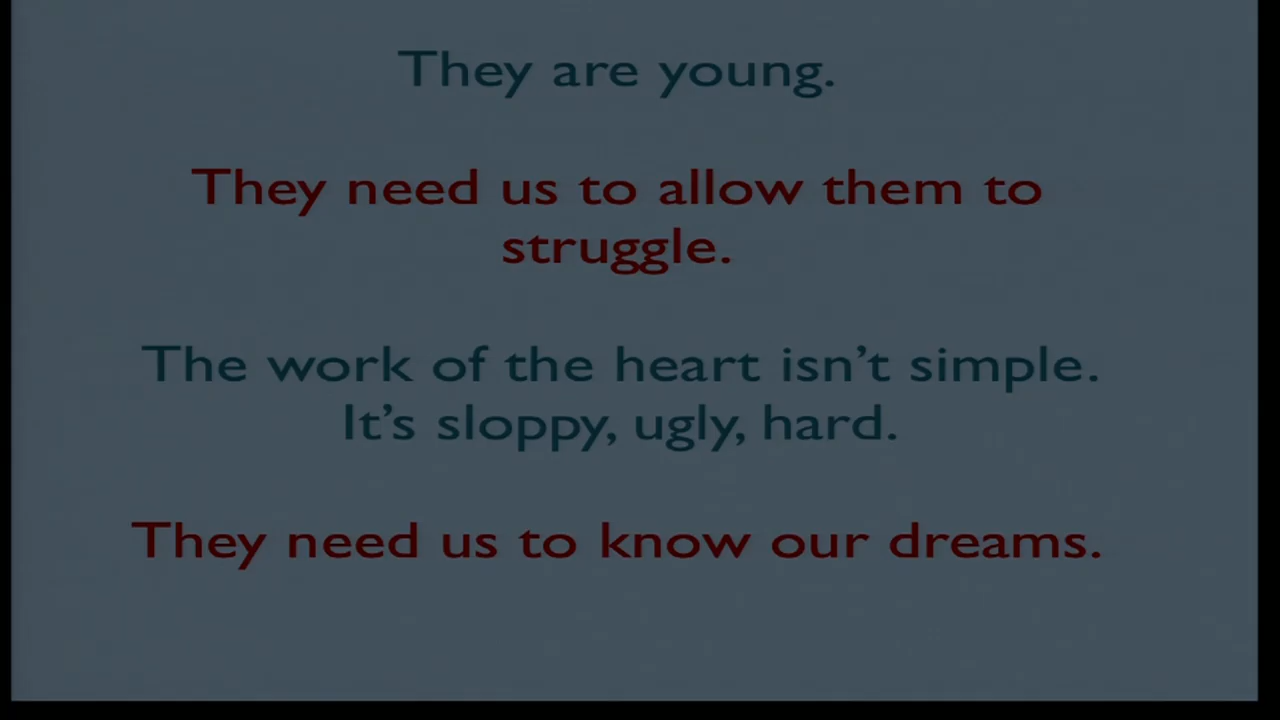 They are young.
They need us to allow them to
struggle.
The work of the heart isn’t simple.
It’s sloppy, ugly, hard.
They need us to know our dreams.